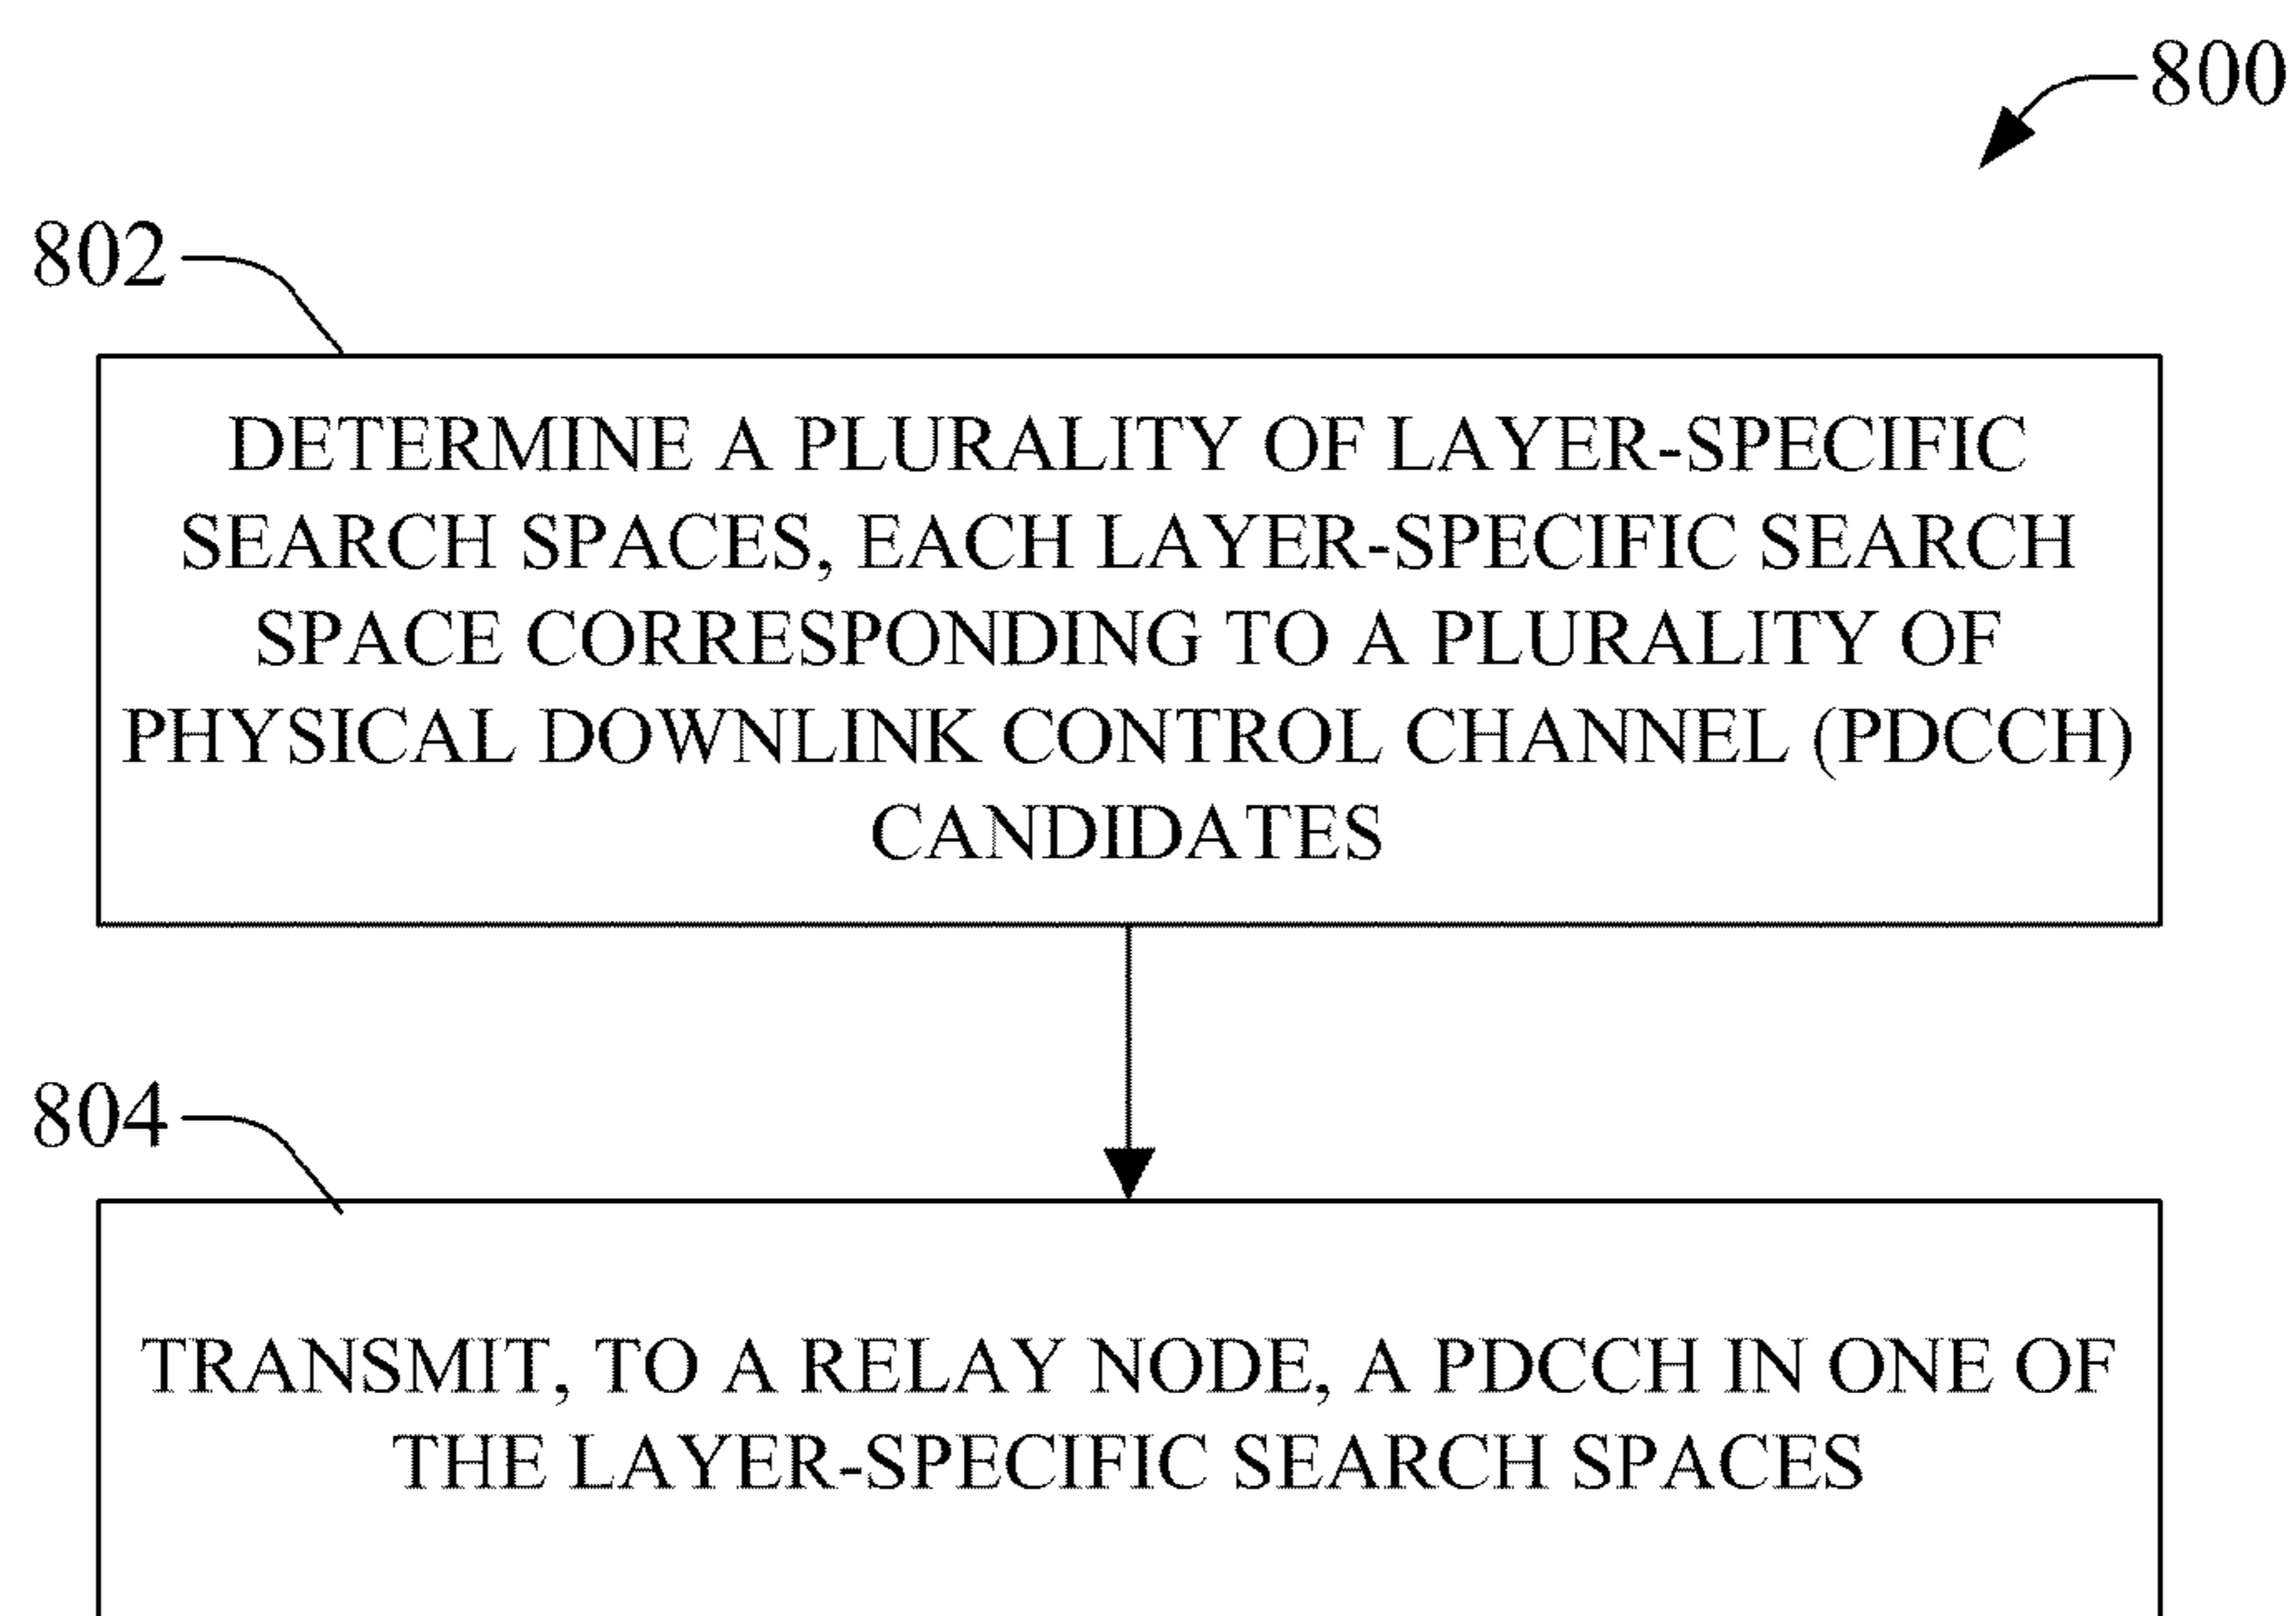 800
802
DETERMINE A PLURALITY OF LAYER-SPECIFIC
SEARCH SPACES, EACH LAYER-SPECIFIC SEARCH
SPACE CORRESPONDING TO A PLURALITY OF
PHYSICAL DOWNLINK CONTROL CHANNEL (PDCCH)
CANDIDATES
804
TRANSMIT, TO A RELAY NODE, A PDCCH IN ONE OF
THE LAYER-SPECIFIC SEARCH SPACES